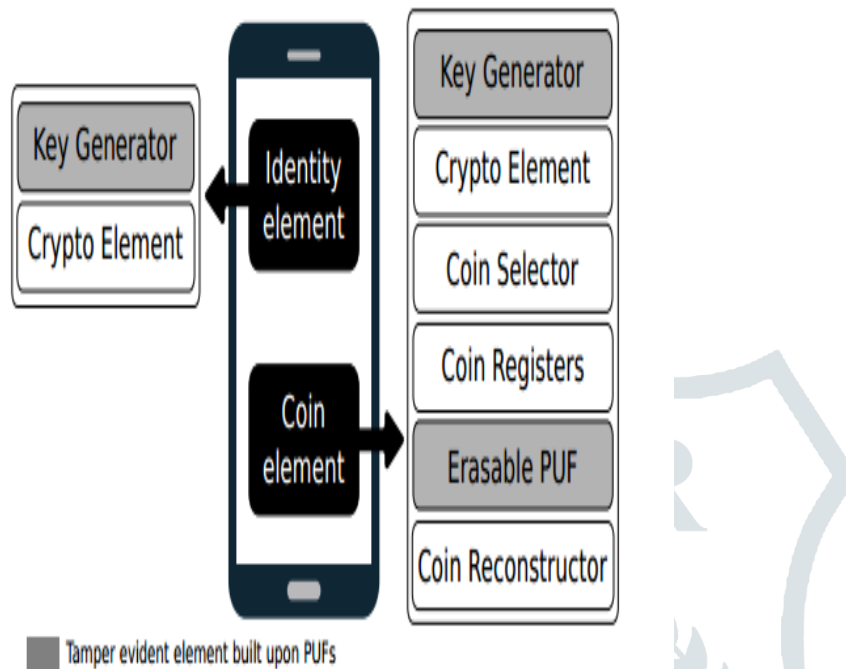 Key Generator
Crypto Element
Identity
element
Coin
element
Key Generator
Crypto Element
Coin Selector
Coin Registers
Erasable PUF
Coin Reconstructor
Tamper evident element built upon PUFs